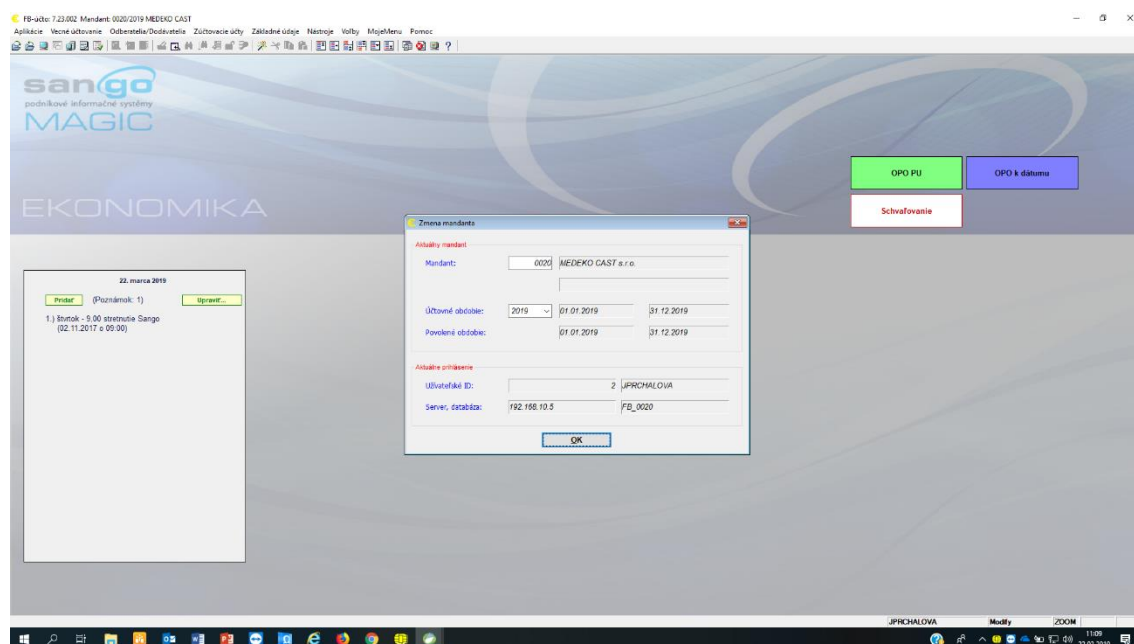 FB-účto: 7.23.002 Mandant: 0020/2019 MEDEKO CAST
Aplikácie Vecné účtovanie Odberatelia/Dodávatelia Zúčtovacie účty Základné údaje Nástroje Voľby MojeMenu Pomoc
sango
podnikové informačné systémy
MAGIC
OPO PU
OPO k dátumu
EKONOMIKA
Schvaľovanie
Zmena mandanta
Aktuálny mandant
Mandant: 0020 MEDEKO CAST s.r.o.
22. marca 2019
Pridať (Poznámok: 1) Upraviť...
Účtovné obdobie: 2019 01.01.2019 31.12.2019
1.) štvrtok - 9.00 stretnutie Sango
(02.11.2017 o 09:00)
Povolené obdobie: 01.01.2019 31.12.2019
Aktuálne prihlásenie
Užívateľské ID: 2 JPRCHALOVA
Server, databáza: 192.168.10.5 FB_0020
OK
JPRCHALOVA Modify ZOOM
11:09
22.03.2019